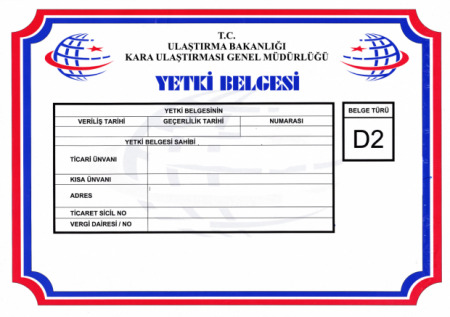 T.C.
ULAŞTIRMA BAKANLIĞI
KARA ULAŞTIRMASI GENEL MÜDÜRLÜĞÜ
YETKİ BELGESİ
YETKİ BELGESİNİN
VERİLİŞ TARİHİ GEÇERLİLİK TARİHİ NUMARASI
YETKİ BELGESİ SAHİBİ
TİCARİ ÜNVANI
KISA ÜNVANI
ADRES
TİCARET SİCİL NO
VERGİ DAİRESİ / NO
BELGE TÜRÜ
D2